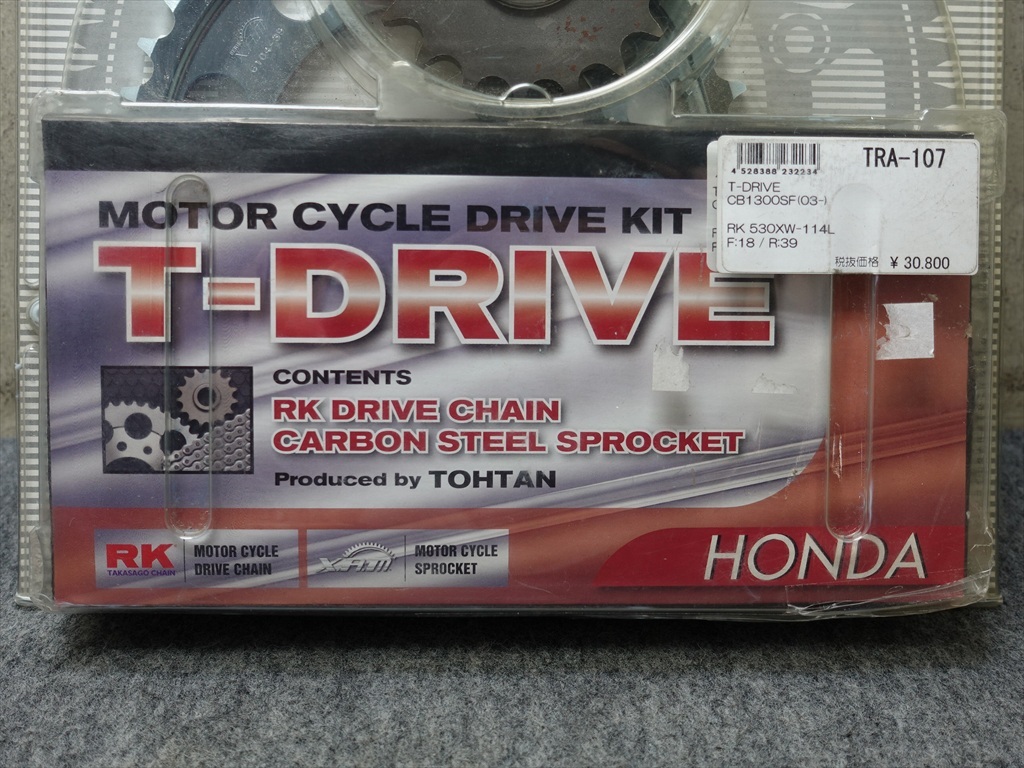 TRA-107
4 528388 232234
T-DRIVE
CB1300SF(03-)
RK 530XW-114L
F:18 / R:39
税抜価格 ¥ 30.800
MOTOR CYCLE DRIVE KIT
T-DRIVE
CONTENTS
RK DRIVE CHAIN
CARBON STEEL SPROCKET
Produced by TOHTAN
RK
TAKASAGO CHAIN
MOTOR CYCLE
DRIVE CHAIN
X.A.M
MOTOR CYCLE
SPROCKET
HONDA